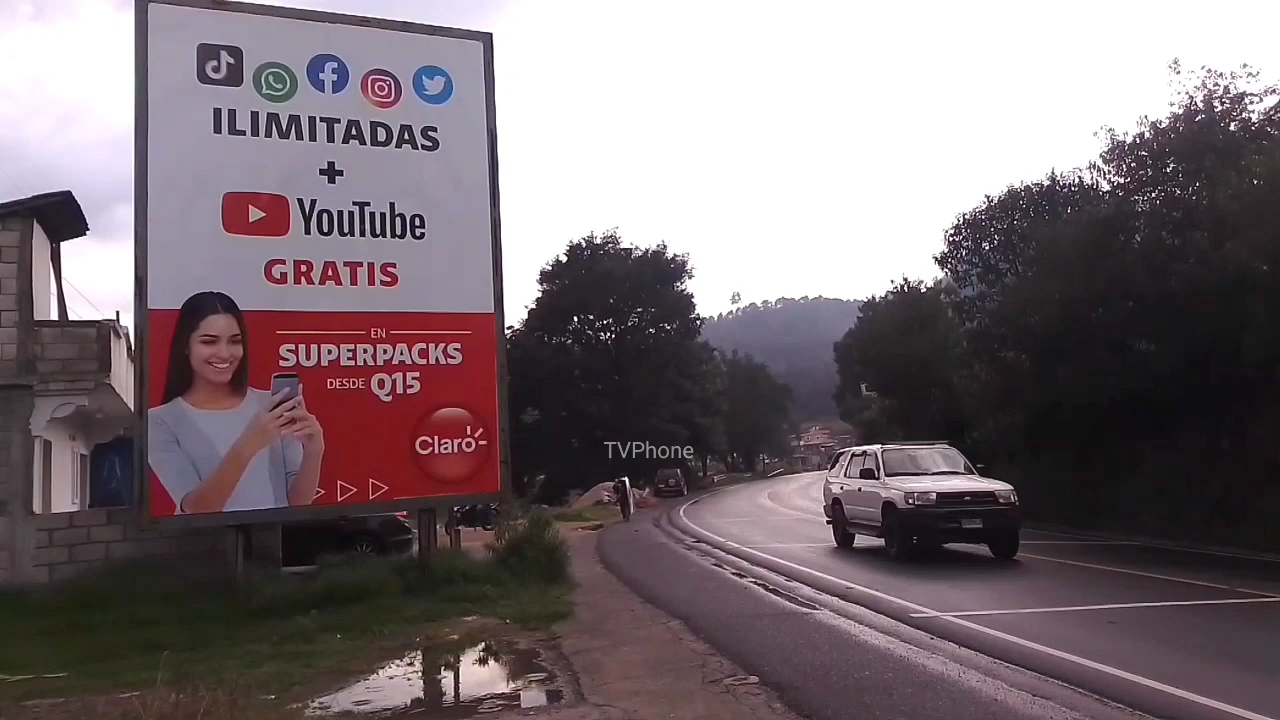 ILIMITADAS
+
YouTube
GRATIS
EN
SUPERPACKS
DESDE Q15
Claro
TVPhone